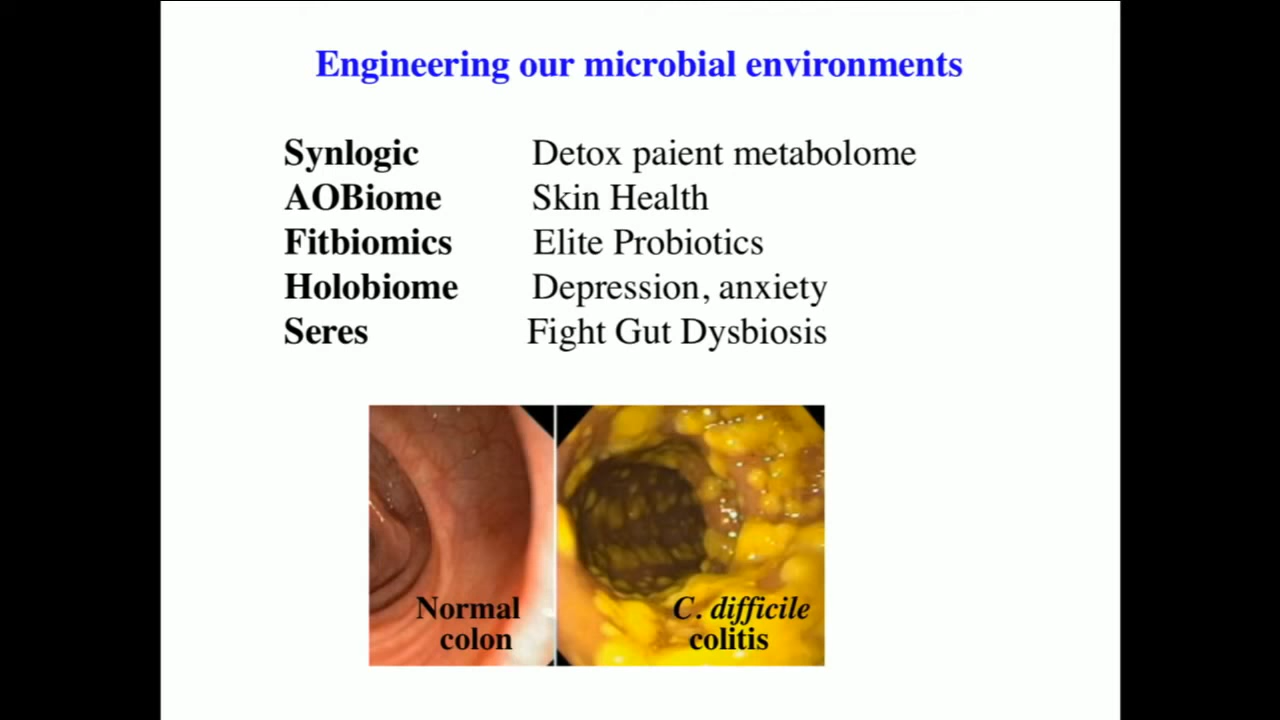 Engineering our microbial environments
Synlogic Detox paient metabolome
AOBiome Skin Health
Fitbiomics Elite Probiotics
Holobiome Depression, anxiety
Seres Fight Gut Dysbiosis
Normal colon
C. difficile colitis